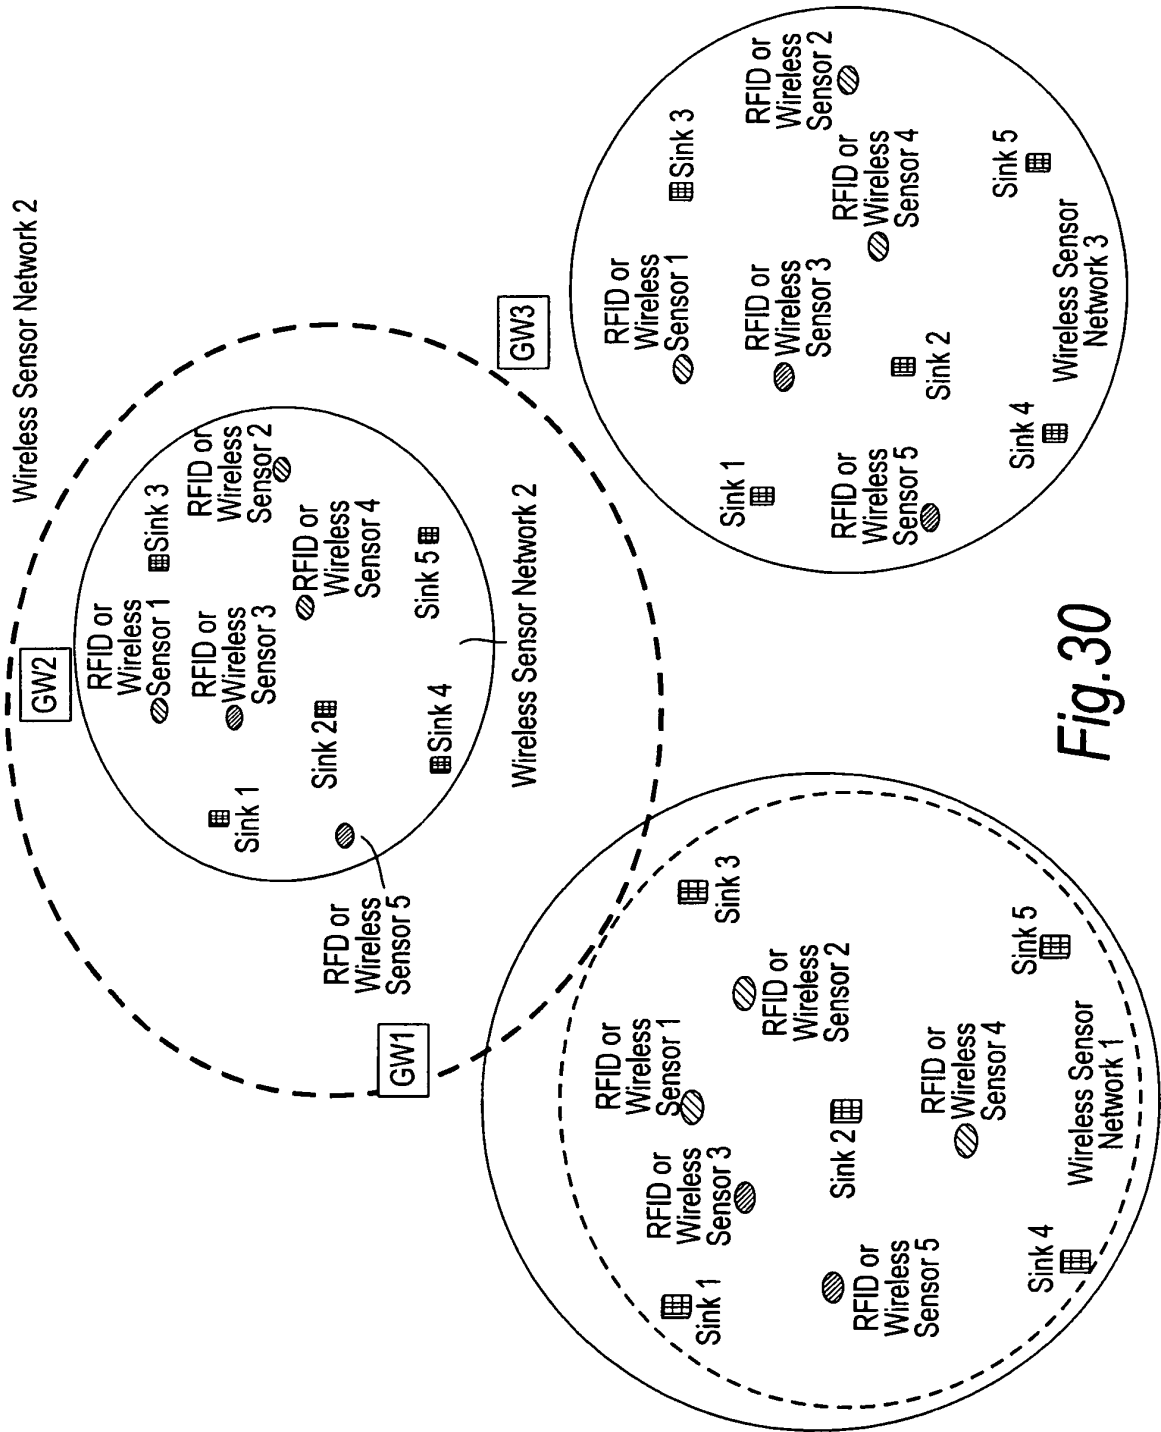 Wireless Sensor Network 2
GW2
RFID or
Wireless
Sensor 1
Sink 3
RFID or
Wireless
Sensor 2
RFID or
Wireless
Sensor 3
RFID or
Wireless
Sensor 4
Sink 1
Sink 2
Sink 4
Sink 5
RFD or
Wireless
Sensor 5
Wireless Sensor Network 2
GW1
GW3
RFID or
Wireless
Sensor 1
RFID or
Wireless
Sensor 3
Sink 1
Sink 3
RFID or
Wireless
Sensor 2
Sink 2
RFID or
Wireless
Sensor 5
RFID or
Wireless
Sensor 4
Sink 4
Sink 5
Wireless Sensor
Network 1
RFID or
Wireless
Sensor 1
Sink 3
RFID or
Wireless
Sensor 2
RFID or
Wireless
Sensor 3
RFID or
Wireless
Sensor 4
Sink 1
RFID or
Wireless
Sensor 5
Sink 2
Sink 4
Sink 5
Wireless Sensor
Network 3
Fig.30